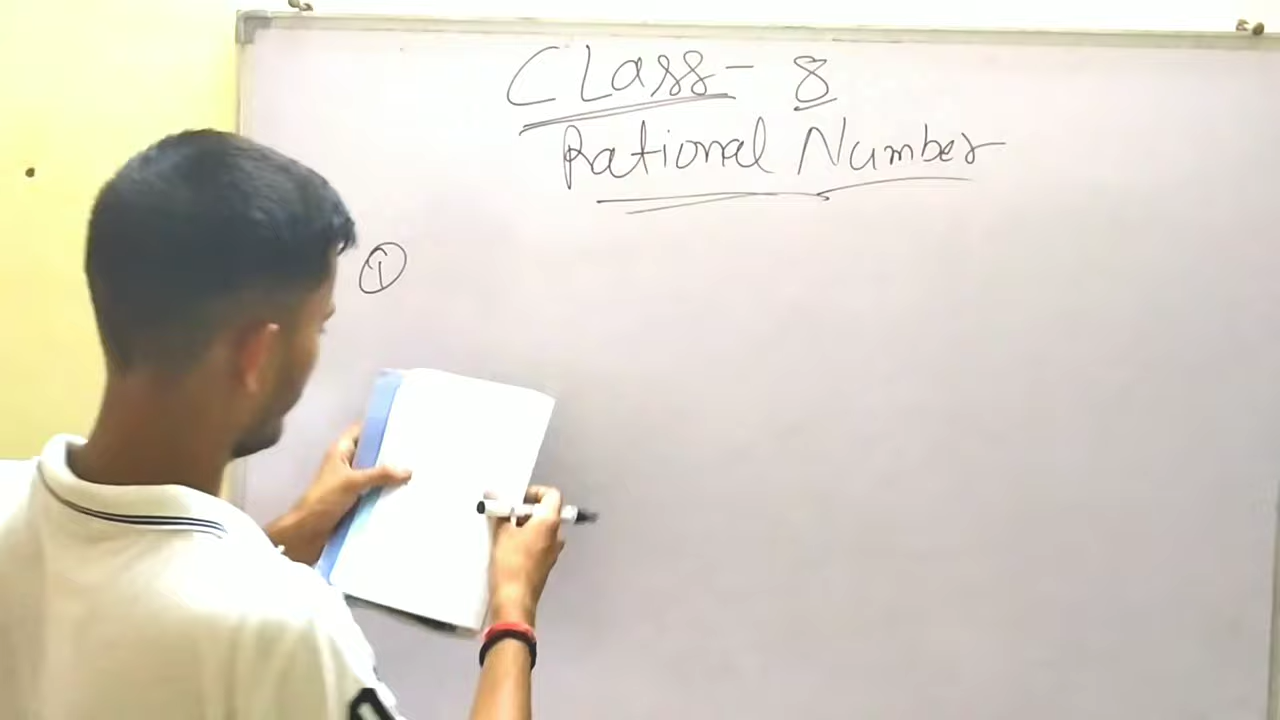 Class - 8
Rational Number
①